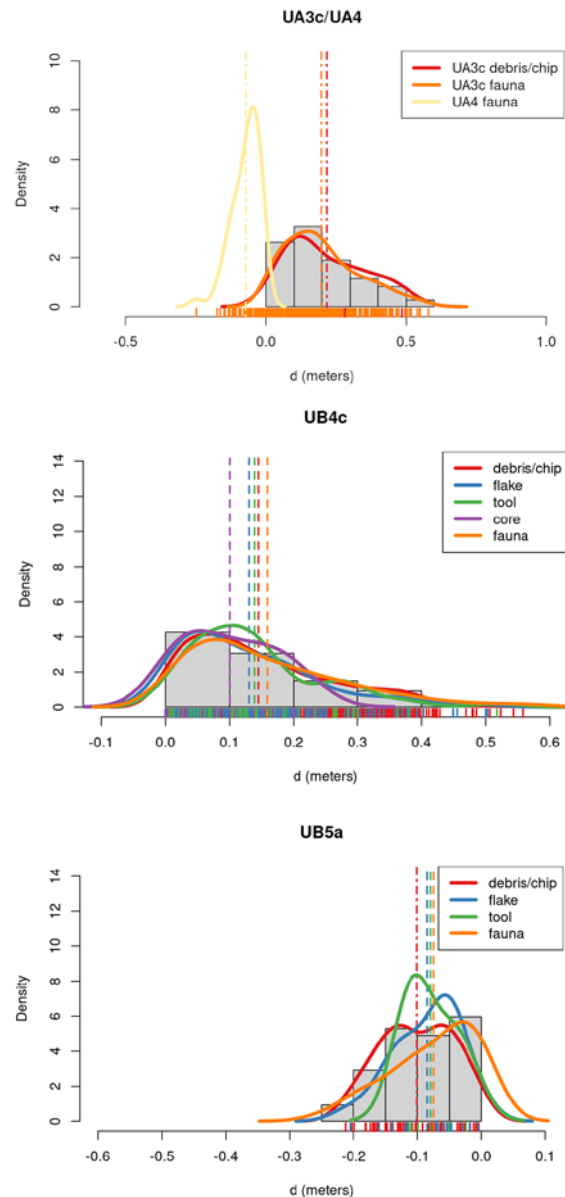 UA3c/UA4
UA3c debris/chip
UA3c fauna
UA4 fauna
Density
10
8
6
4
2
0
-0.5 0.0 0.5 1.0
d (meters)
UB4c
debris/chip
flake
tool
core
fauna
Density
14
12
10
8
6
4
2
0
-0.1 0.0 0.1 0.2 0.3 0.4 0.5 0.6
d (meters)
UB5a
debris/chip
flake
tool
fauna
Density
14
12
10
8
6
4
2
0
-0.6 -0.5 -0.4 -0.3 -0.2 -0.1 0.0 0.1
d (meters)